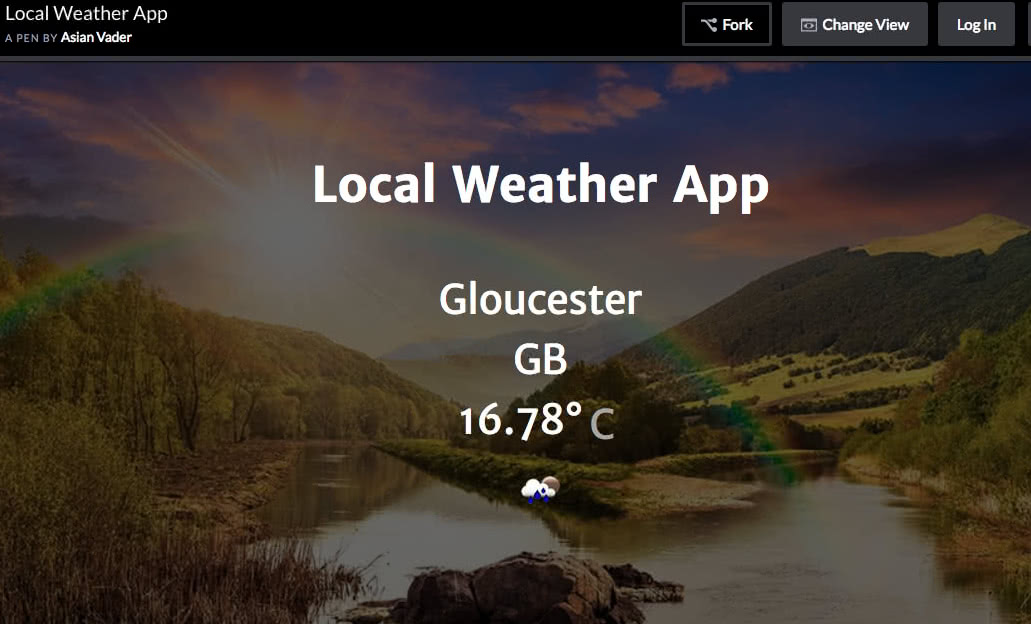 Local Weather App
A PEN BY Asian Vader
Fork
Change View
Log In
Local Weather App
Gloucester
GB
16.78° C